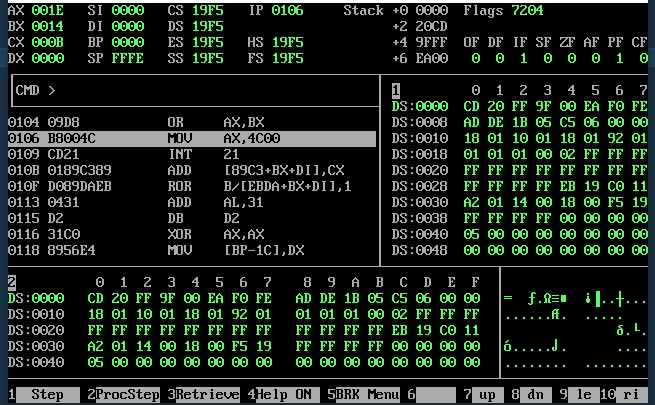 AX 001E SI 0000 CS 19F5 IP 0106 Stack +0 0000 Flags 7204
BX 0014 DI 0000 DS 19F5 +2 20CD
CX 000B BP 0000 ES 19F5 HS 19F5 +4 9FFF OF DF IF SF ZF AF PF CF
DX 0000 SP FFFE SS 19F5 FS 19F5 +6 EA00 0 0 1 0 0 0 1 0
CMD >
0104 09D8 OR AX,BX
0106 B8004C MOV AX,4C00
0109 CD21 INT 21
010B 0189C389 ADD [89C3+BX+DI],CX
010F D089DAEB ROR B/[EBDA+BX+DI],1
0113 0431 ADD AL,31
0115 D2 DB D2
0116 31C0 XOR AX,AX
0118 8956E4 MOV [BP-1C],DX
1 0 1 2 3 4 5 6 7
DS:0000 CD 20 FF 9F 00 EA F0 FE
DS:0008 AD DE 1B 05 C5 06 00 00
DS:0010 18 01 10 01 18 01 92 01
DS:0018 01 01 01 00 02 FF FF FF
DS:0020 FF FF FF FF FF FF FF FF
DS:0028 FF FF FF FF EB 19 C0 11
DS:0030 A2 01 14 00 18 00 F5 19
DS:0038 FF FF FF FF 00 00 00 00
DS:0040 05 00 00 00 00 00 00 00
DS:0048 00 00 00 00 00 00 00 00
2 0 1 2 3 4 5 6 7 8 9 A B C D E F
DS:0000 CD 20 FF 9F 00 EA F0 FE AD DE 1B 05 C5 06 00 00 = ƒ.Ω≡■ ¡▐..┼...
DS:0010 18 01 10 01 18 01 92 01 01 01 01 00 02 FF FF FF ......Æ.
DS:0020 FF FF FF FF FF FF FF FF FF FF FF FF EB 19 C0 11 δ.└.
DS:0030 A2 01 14 00 18 00 F5 19 FF FF FF FF 00 00 00 00 ó.....⌡. ....
DS:0040 05 00 00 00 00 00 00 00 00 00 00 00 00 00 00 00 ........ ........
1 Step 2ProcStep 3Retrieve 4Help ON 5BRK Menu 6 7 up 8 dn 9 le 10 ri